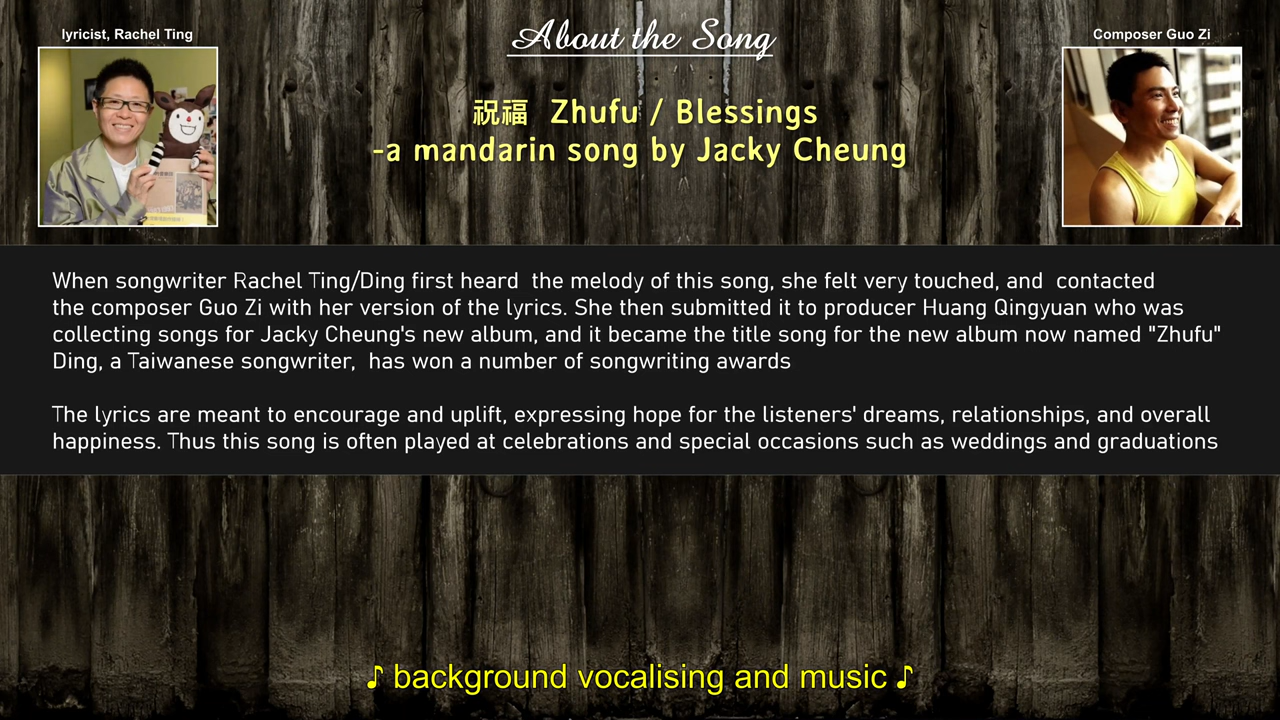 lyricist, Rachel Ting
About the Song
Composer Guo Zi
祝福 Zhufu / Blessings
-a mandarin song by Jacky Cheung
When songwriter Rachel Ting/Ding first heard the melody of this song, she felt very touched, and contacted
the composer Guo Zi with her version of the lyrics. She then submitted it to producer Huang Qingyuan who was
collecting songs for Jacky Cheung's new album, and it became the title song for the new album now named "Zhufu"
Ding, a Taiwanese songwriter, has won a number of songwriting awards
The lyrics are meant to encourage and uplift, expressing hope for the listeners' dreams, relationships, and overall
happiness. Thus this song is often played at celebrations and special occasions such as weddings and graduations
♪ background vocalising and music ♪